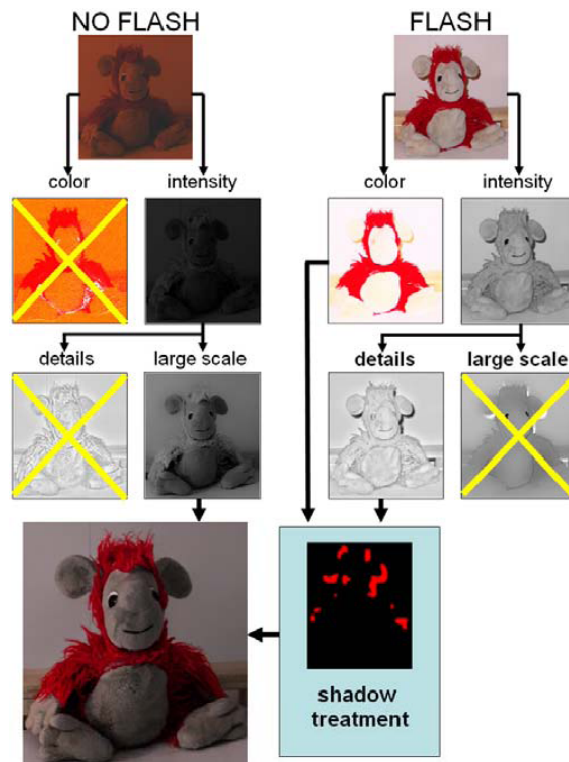 NO FLASH
FLASH
color
intensity
color
intensity
details
large scale
details
large scale
shadow
treatment